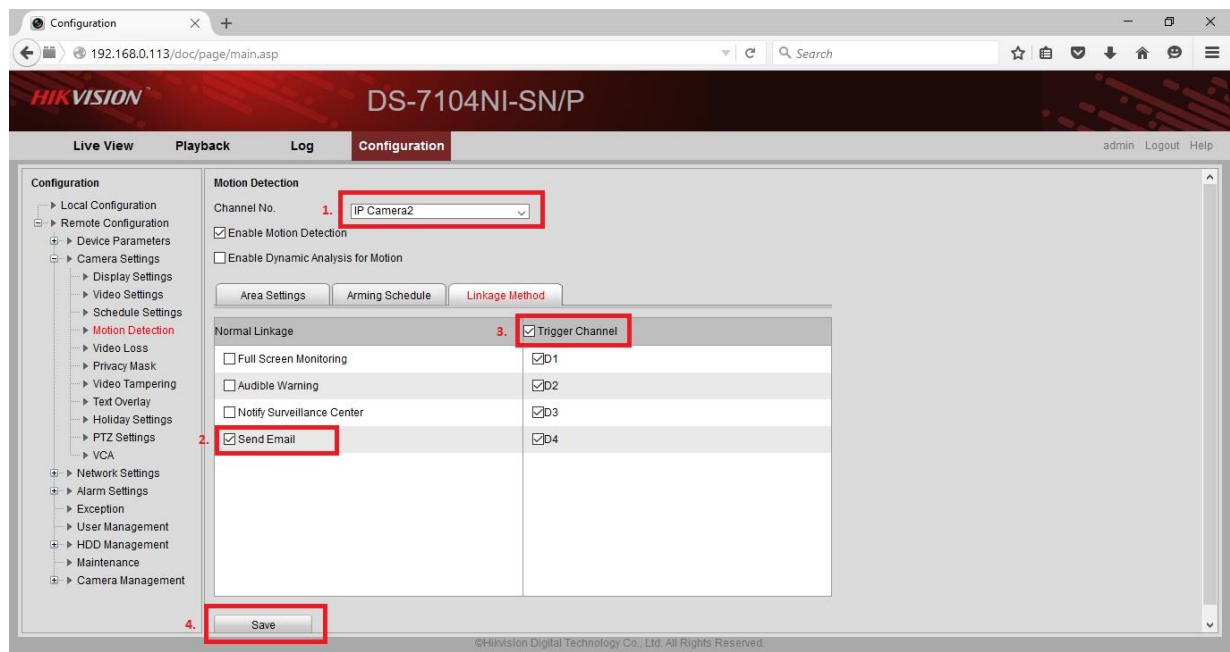 Configuration
192.168.0.113/doc/page/main.asp
Search
HIKVISION
DS-7104NI-SN/P
Live View Playback Log Configuration
admin Logout Help
Configuration
Local Configuration
Remote Configuration
Device Parameters
Camera Settings
Display Settings
Video Settings
Schedule Settings
Motion Detection
Video Loss
Privacy Mask
Video Tampering
Text Overlay
Holiday Settings
PTZ Settings
VCA
Network Settings
Alarm Settings
Exception
User Management
HDD Management
Maintenance
Camera Management
Motion Detection
Channel No. 1. IP Camera2
Enable Motion Detection
Enable Dynamic Analysis for Motion
Area Settings Arming Schedule Linkage Method
Normal Linkage 3. Trigger Channel
Full Screen Monitoring D1
Audible Warning D2
Notify Surveillance Center D3
2. Send Email D4
4. Save
©Hikvision Digital Technology Co., Ltd. All Rights Reserved.